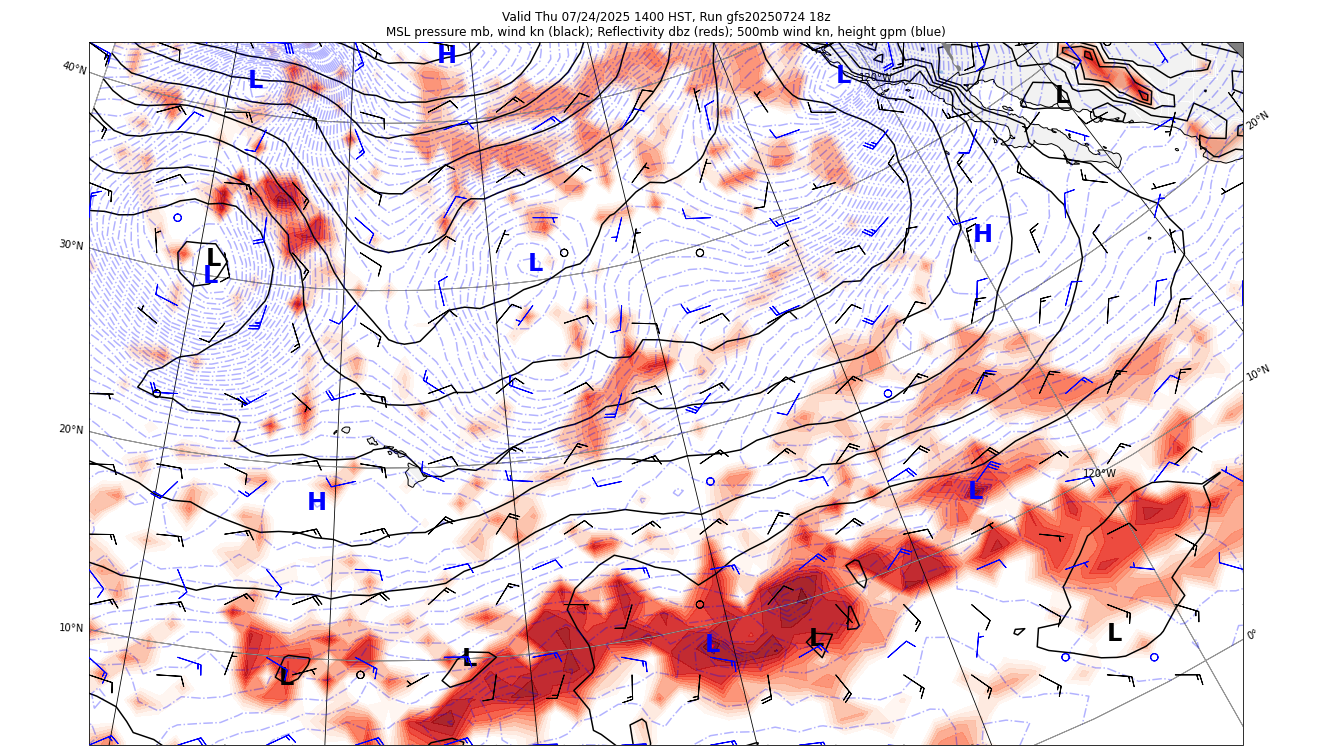 Valid Thu 07/24/2025 1400 HST, Run gfs20250724 18z
MSL pressure mb, wind kn (black); Reflectivity dbz (reds); 500mb wind kn, height gpm (blue)
H
40°N
L
L
120°W
L
20°N
H
30°N
L
L
L
10°N
20°N
120°W
L
H
10°N
L
L
L
0°
L
L